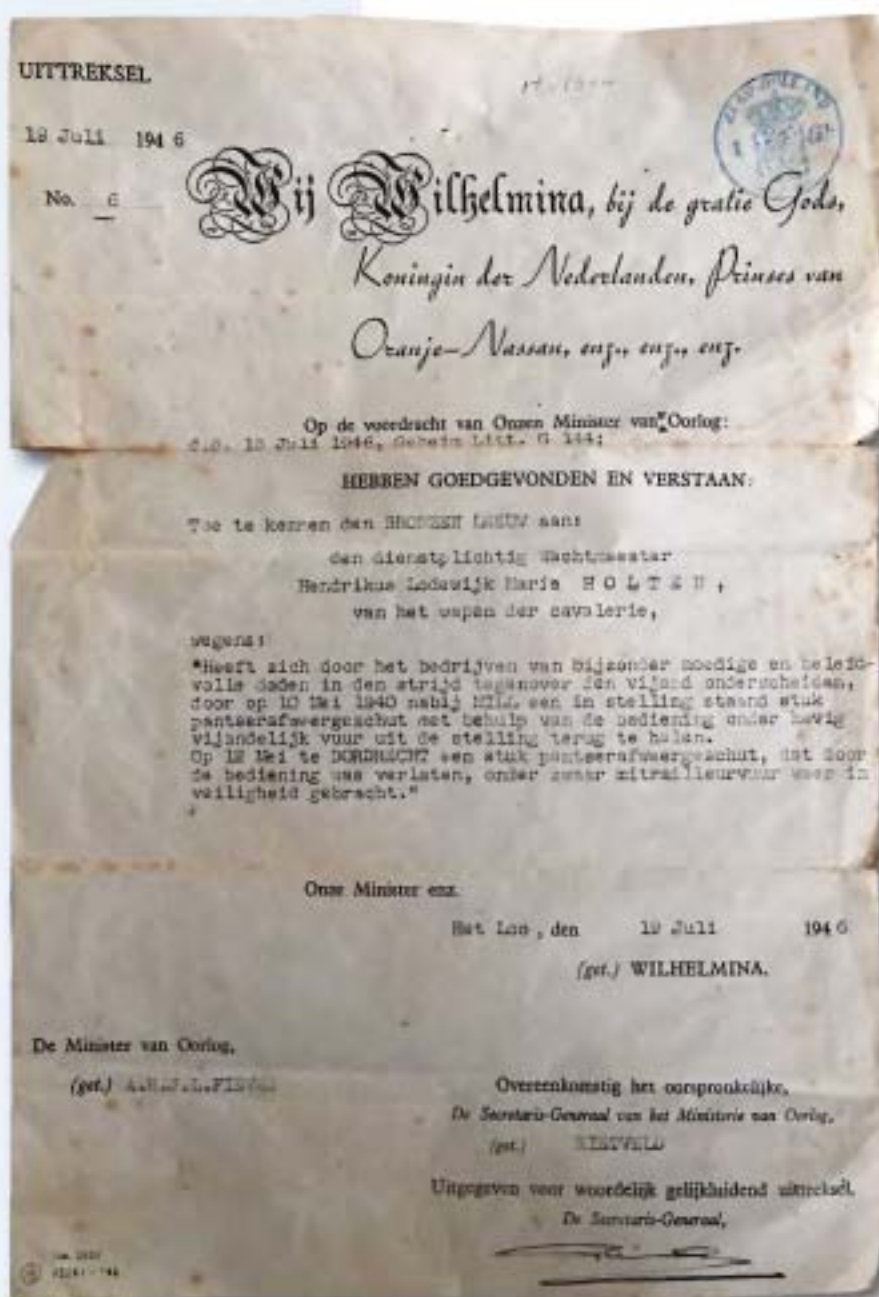 UITTREKSEL
19 Juli 1946
No. 6
Wij Wilhelmina, bij de gratie Gods,
Koningin der Nederlanden, Prinses van
Oranje-Nassau, enz., enz., enz.
Op de voordracht van Onzen Minister van Oorlog:
d.d. 13 Juli 1946, Geheim Litt. G 144;
HEBBEN GOEDGEVONDEN EN VERSTAAN:
Toe te kennen den BRONZEN LEEUW aan:
den dienstplichtig Wachtmeester
Hendrikus Lodewijk Maria HOLTEN,
van het wapen der cavalerie,
wegens:
"Heeft zich door het bedrijven van bijzonder moedige en beleid-
volle daden in den strijd tegenover den vijand onderscheiden,
door op 10 Mei 1940 nabij MILL een in stelling staand stuk
pantserafweergeschut met behulp van de bediening onder hevig
vijandelijk vuur uit de stelling terug te halen.
Op 12 Mei te DORDRECHT een stuk pantserafweergeschut, dat door
de bediening was verlaten, onder zwaar mitrailleurvuur weer in
veiligheid gebracht."
Onze Minister enz.
Het Loo, den 19 Juli 1946
(get.) WILHELMINA.
De Minister van Oorlog,
(get.)
Overeenkomstig het oorspronkelijke,
De Secretaris-Generaal van het Ministerie van Oorlog,
(get.)
Uitgegeven voor woordelijk gelijkluidend uittreksel.
De Secretaris-Generaal,